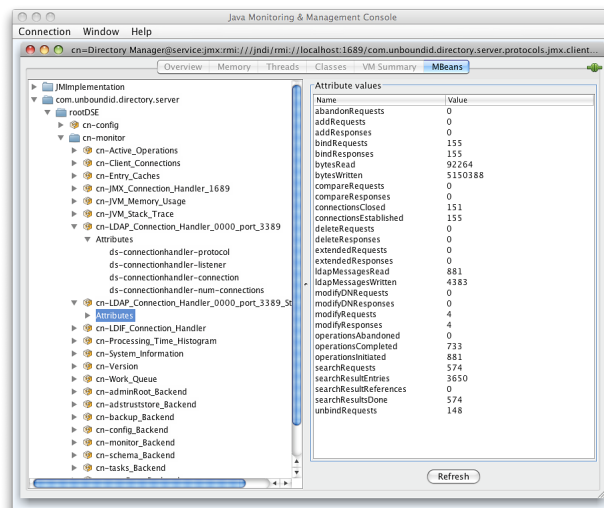 Java Monitoring & Management Console
Connection Window Help
cn=Directory Manager@service:jmx:rmi:///jndi/rmi://localhost:1689/com.unboundid.directory.server.protocols.jmx.client...
Overview Memory Threads Classes VM Summary MBeans
JMImplementation
com.unboundid.directory.server
rootDSE
cn-config
cn-monitor
cn-Active_Operations
cn-Client_Connections
cn-Entry_Caches
cn-JMX_Connection_Handler_1689
cn-JVM_Memory_Usage
cn-JVM_Stack_Trace
cn-LDAP_Connection_Handler_0000_port_3389
Attributes
ds-connectionhandler-protocol
ds-connectionhandler-listener
ds-connectionhandler-connection
ds-connectionhandler-num-connections
cn-LDAP_Connection_Handler_0000_port_3389_St
Attributes
cn-LDIF_Connection_Handler
cn-Processing_Time_Histogram
cn-System_Information
cn-Version
cn-Work_Queue
cn-adminRoot_Backend
cn-adstruststore_Backend
cn-backup_Backend
cn-config_Backend
cn-monitor_Backend
cn-schema_Backend
cn-tasks_Backend
Attribute values
Name Value
abandonRequests 0
addRequests 0
addResponses 0
bindRequests 155
bindResponses 155
bytesRead 92264
bytesWritten 5150388
compareRequests 0
compareResponses 0
connectionsClosed 151
connectionsEstablished 155
deleteRequests 0
deleteResponses 0
extendedRequests 0
extendedResponses 0
ldapMessagesRead 881
ldapMessagesWritten 4383
modifyDNRequests 0
modifyDNResponses 0
modifyRequests 4
modifyResponses 4
operationsAbandoned 0
operationsCompleted 733
operationsInitiated 881
searchRequests 574
searchResultEntries 3650
searchResultReferences 0
searchResultsDone 574
unbindRequests 148
Refresh